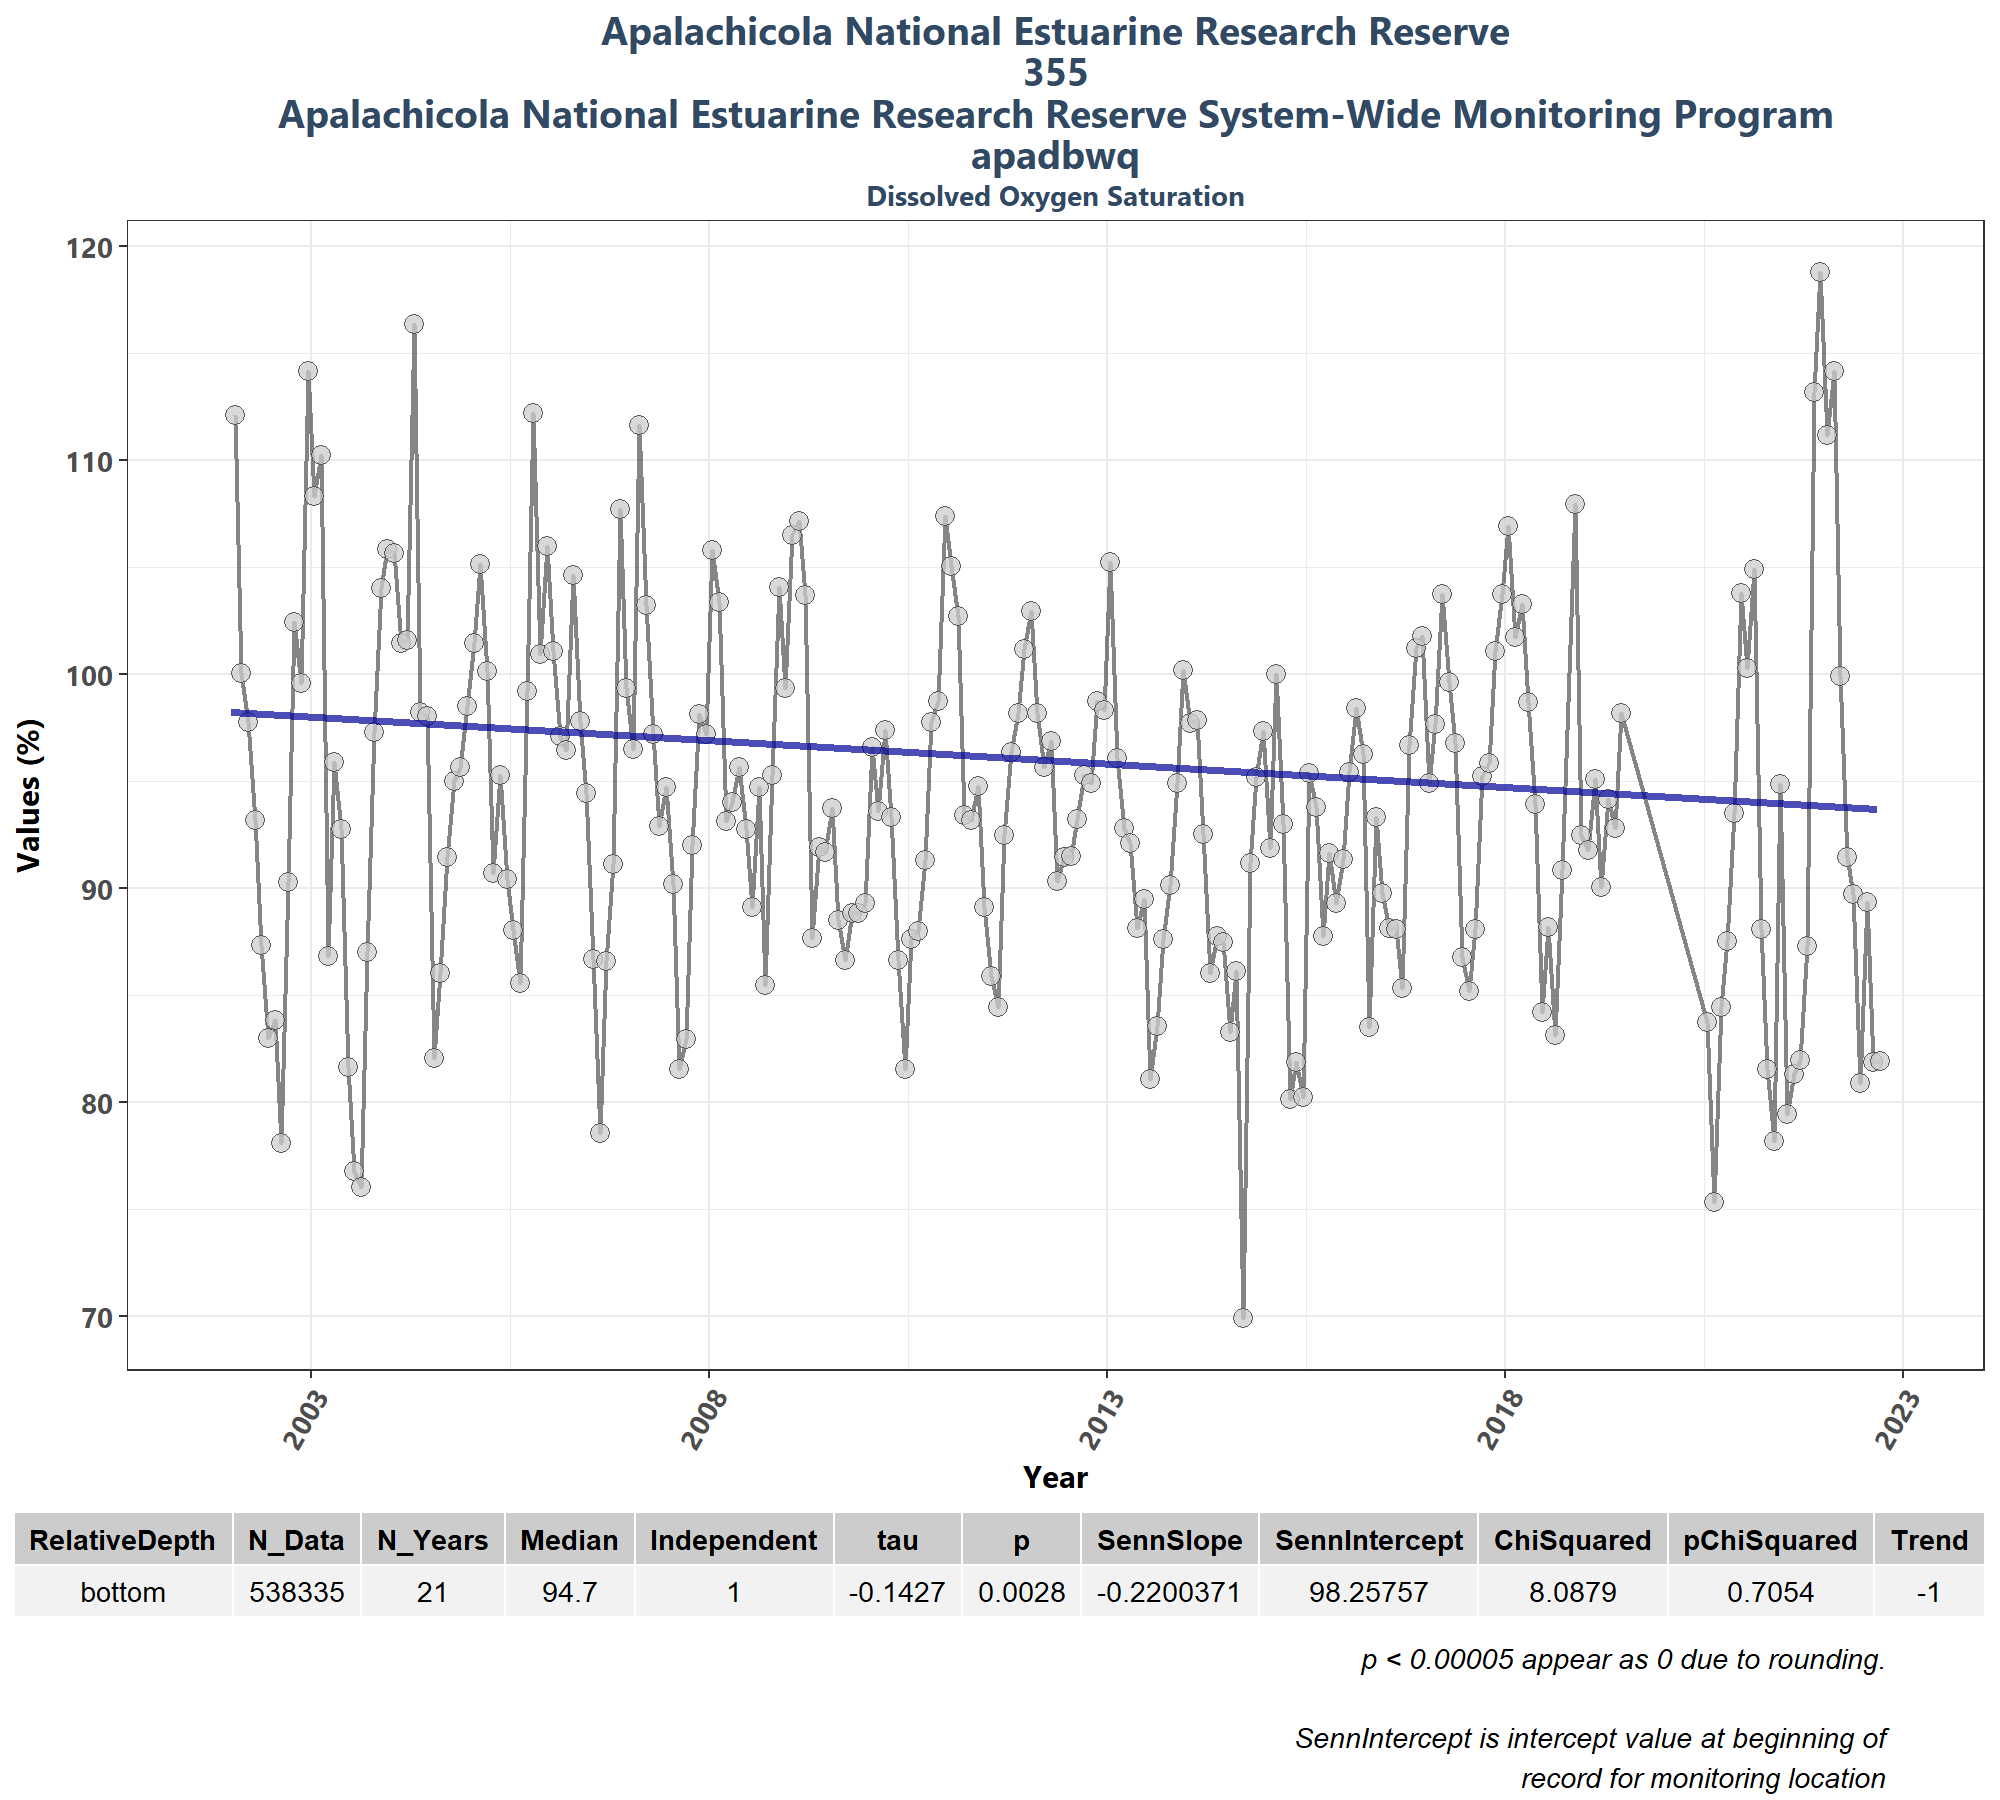 Apalachicola National Estuarine Research Reserve
355
Apalachicola National Estuarine Research Reserve System-Wide Monitoring Program
apadbwq
Dissolved Oxygen Saturation
120
110
100
90
80
70
Values (%)
2003 2008 2013 2018 2023
Year
RelativeDepth N_Data N_Years Median Independent tau p SennSlope SennIntercept ChiSquared pChiSquared Trend
bottom 538335 21 94.7 1 -0.1427 0.0028 -0.2200371 98.25757 8.0879 0.7054 -1
p < 0.00005 appear as 0 due to rounding.
SennIntercept is intercept value at beginning of
record for monitoring location